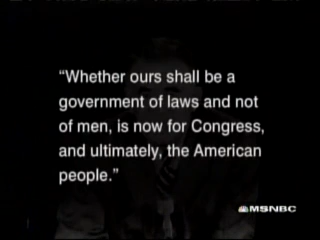 “Whether ours shall be a
government of laws and not
of men, is now for Congress,
and ultimately, the American
people.”
MSNBC